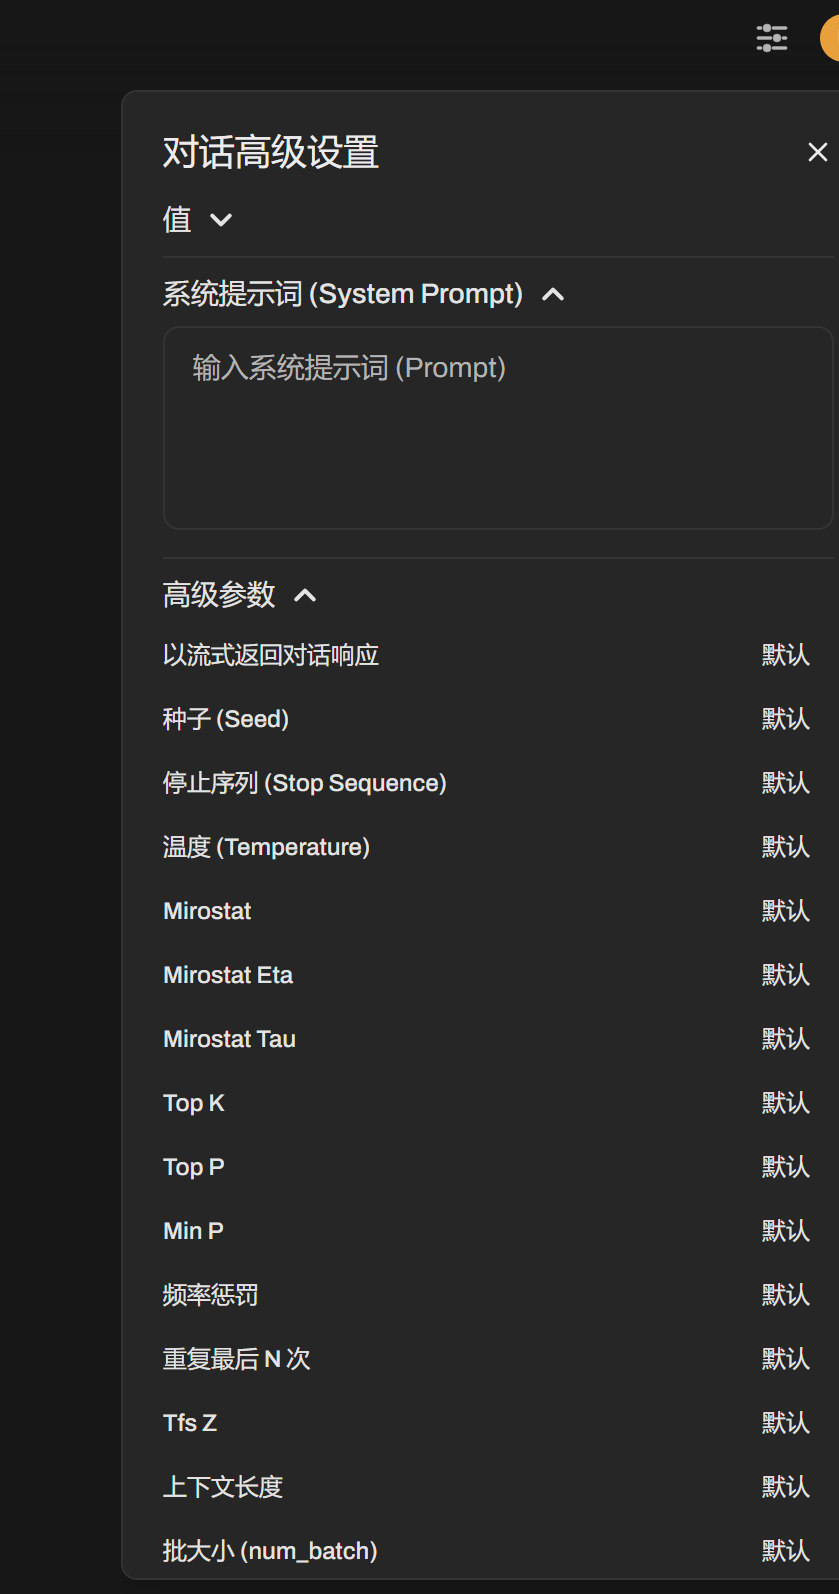 对话高级设置
值
系统提示词 (System Prompt)
输入系统提示词 (Prompt)
高级参数
以流式返回对话响应 默认
种子 (Seed) 默认
停止序列 (Stop Sequence) 默认
温度 (Temperature) 默认
Mirostat 默认
Mirostat Eta 默认
Mirostat Tau 默认
Top K 默认
Top P 默认
Min P 默认
频率惩罚 默认
重复最后 N 次 默认
Tfs Z 默认
上下文长度 默认
批大小 (num_batch) 默认